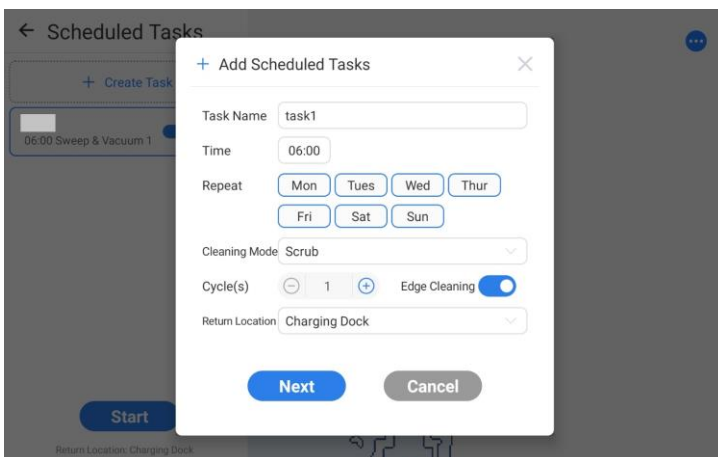 ← Scheduled Tasks
+ Create Task
06:00 Sweep & Vacuum 1
Start
Return Location: Charging Dock
+ Add Scheduled Tasks
Task Name task1
Time 06:00
Repeat Mon Tues Wed Thur
Fri Sat Sun
Cleaning Mode Scrub
Cycle(s) 1 Edge Cleaning
Return Location Charging Dock
Next Cancel